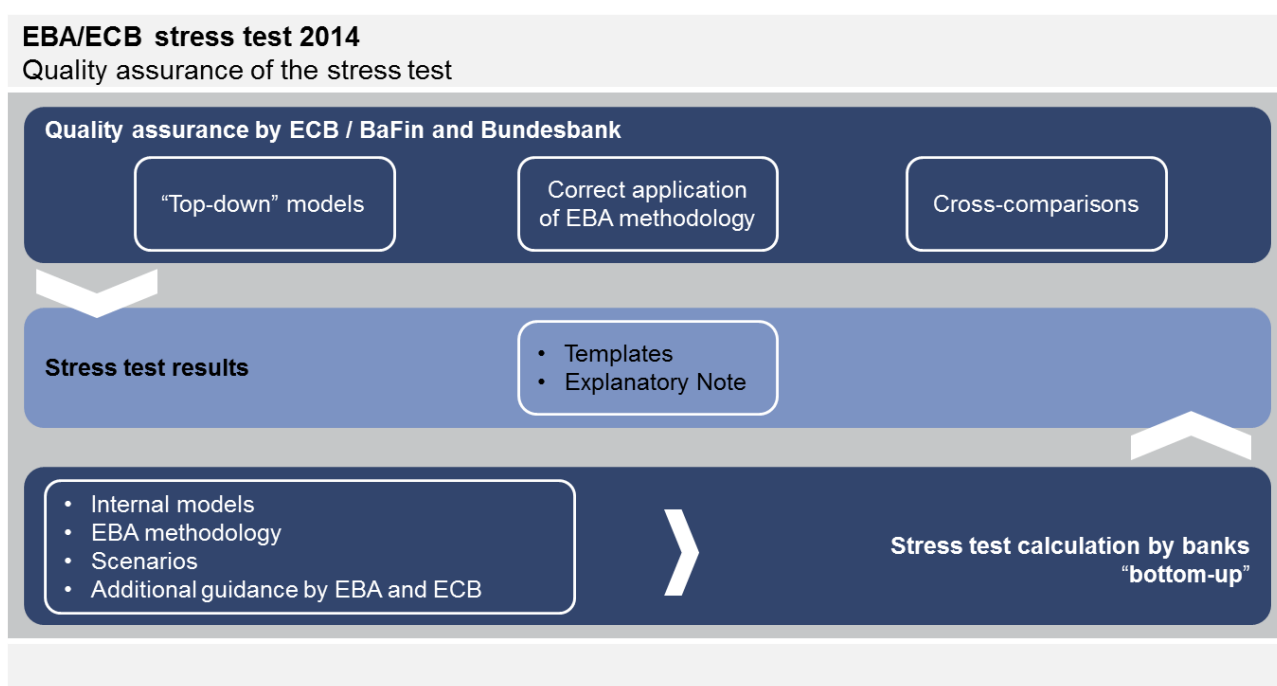 EBA/ECB stress test 2014
Quality assurance of the stress test
Quality assurance by ECB / BaFin and Bundesbank
“Top-down” models
Correct application
of EBA methodology
Cross-comparisons
Stress test results
• Templates
• Explanatory Note
• Internal models
• EBA methodology
• Scenarios
• Additional guidance by EBA and ECB
Stress test calculation by banks
“bottom-up”